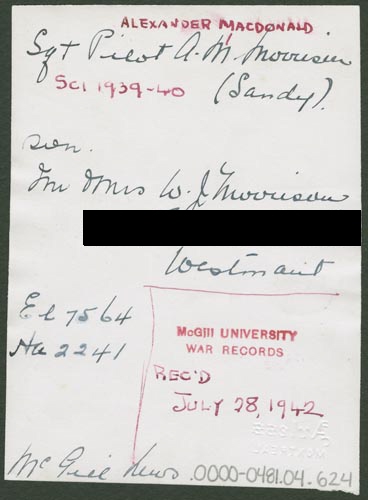 ALEXANDER MACDONALD
Sgt Pilot A. M. Morrison
Sci 1939-40 (Sandy).
son.
Mr & Mrs W. J. Morrison
Westmount
El 7564
Ha 2241
McGILL UNIVERSITY
WAR RECORDS
REC'D
JULY 28, 1942
McGill News 0000-0481.04.624